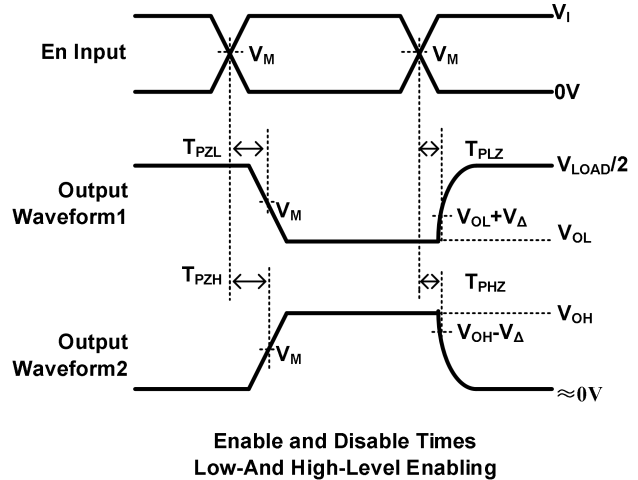 V_I
En Input
V_M
V_M
0V
T_PZL
T_PLZ
V_LOAD/2
Output
Waveform1
V_M
V_OL+V_Δ
V_OL
T_PZH
T_PHZ
V_OH
Output
Waveform2
V_M
V_OH-V_Δ
≈0V
Enable and Disable Times
Low-And High-Level Enabling